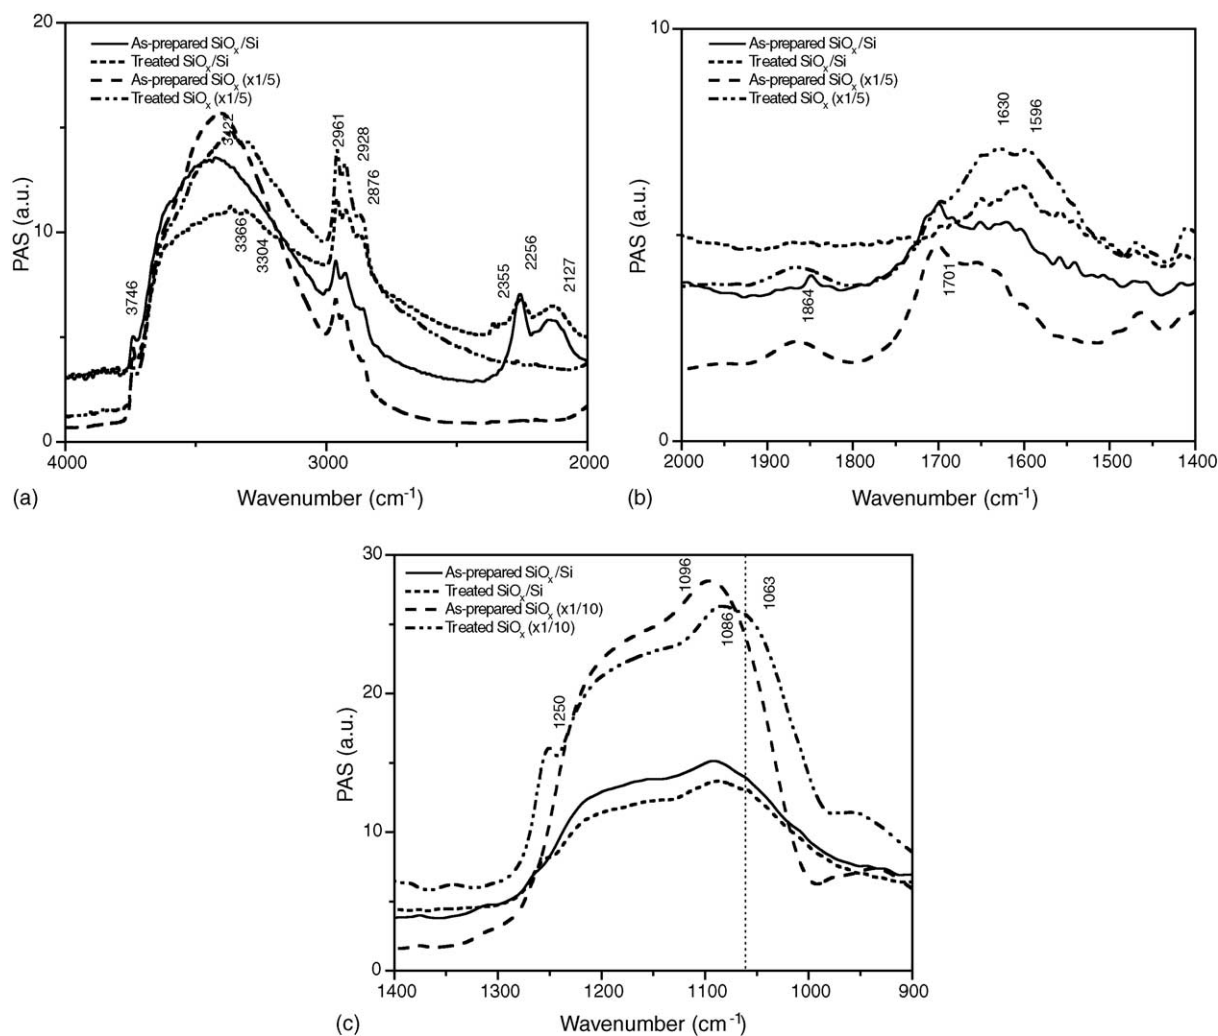 20
As-prepared SiOx/Si
Treated SiOx/Si
As-prepared SiOx (x1/5)
Treated SiOx (x1/5)
3422
2961
2928
2876
PAS (a.u.)
10
3366
3304
3746
2355
2256
2127
0
4000
3000
2000
(a)
Wavenumber (cm-1)
10
As-prepared SiOx/Si
Treated SiOx/Si
As-prepared SiOx (x1/5)
Treated SiOx (x1/5)
1630
1596
PAS (a.u.)
1864
1701
0
2000
1900
1800
1700
1600
1500
1400
(b)
Wavenumber (cm-1)
30
As-prepared SiOx/Si
Treated SiOx/Si
As-prepared SiOx (x1/10)
Treated SiOx (x1/10)
1096
1063
1086
20
1250
PAS (a.u.)
10
0
1400
1300
1200
1100
1000
900
(c)
Wavenumber (cm-1)